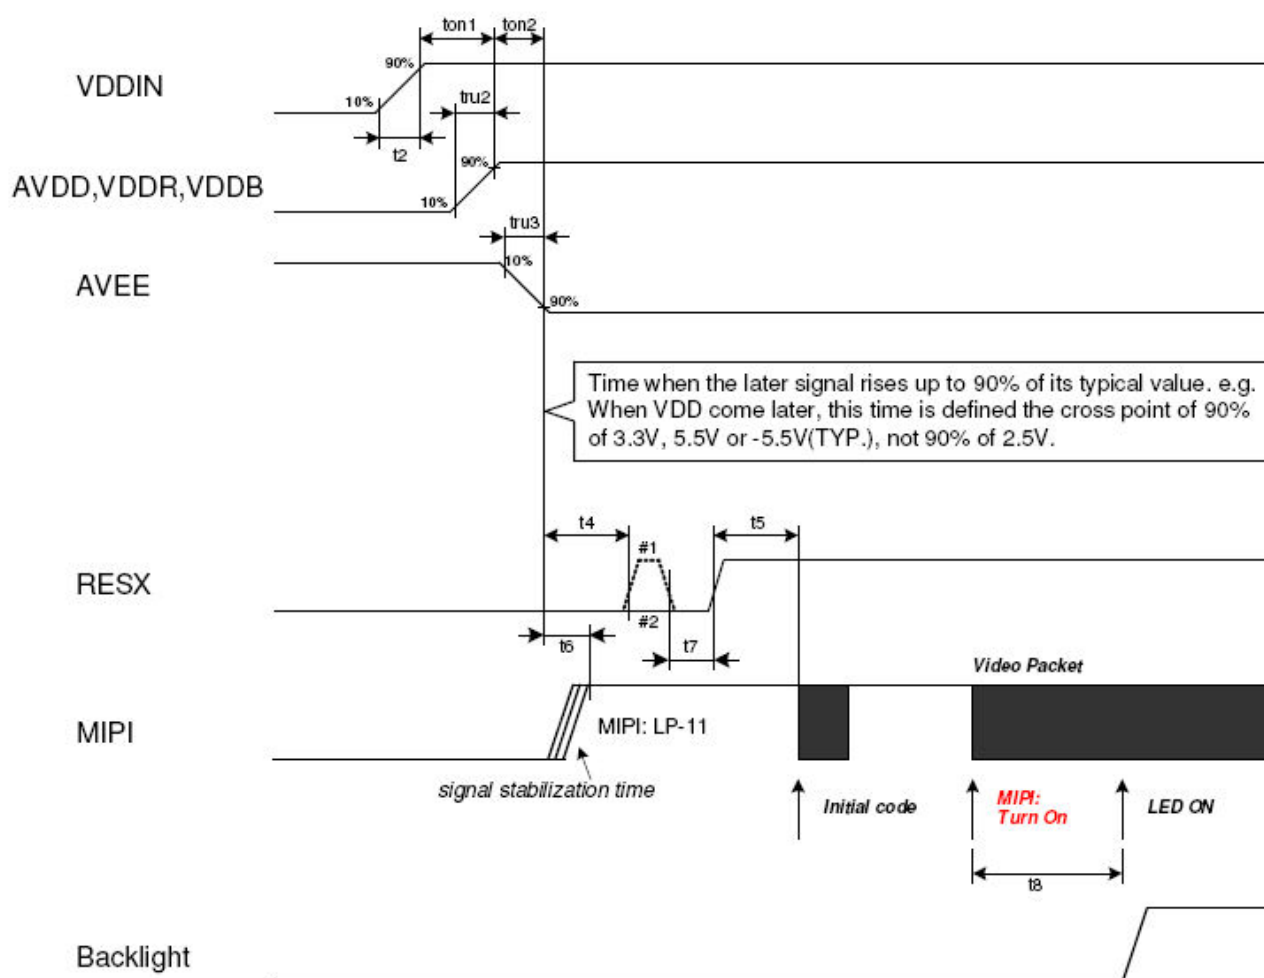 ton1 ton2
VDDIN
90%
10%
tru2
t2
AVDD,VDDR,VDDB
90%
10%
tru3
AVEE
10%
90%
Time when the later signal rises up to 90% of its typical value. e.g.
When VDD come later, this time is defined the cross point of 90%
of 3.3V, 5.5V or -5.5V(TYP.), not 90% of 2.5V.
t4
t5
#1
RESX
#2
t6
t7
Video Packet
MIPI
MIPI: LP-11
signal stabilization time
Initial code
MIPI:
Turn On
LED ON
t8
Backlight